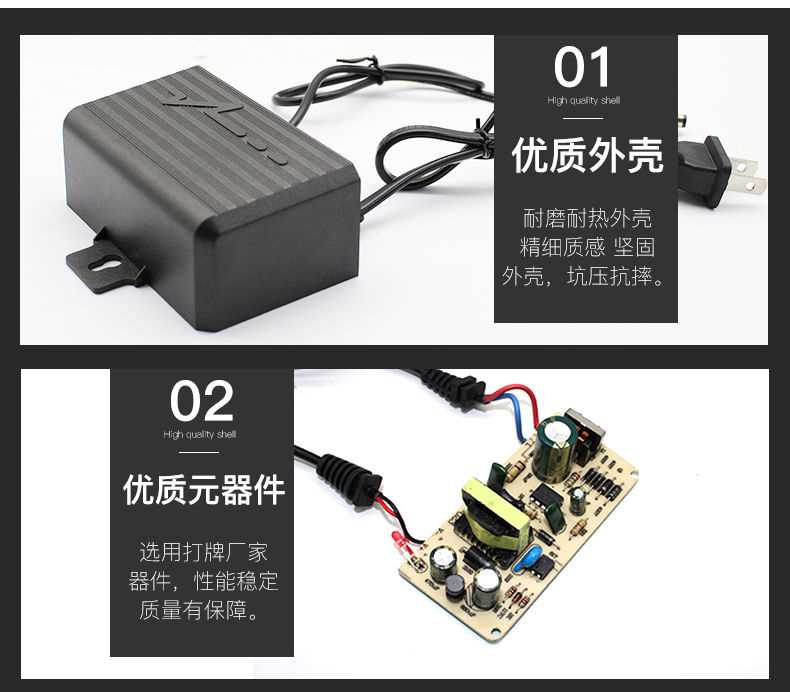 01
High quality shell
优质外壳
耐磨耐热外壳
精细质感 坚固
外壳，坑压抗摔。
02
High quality shell
优质元器件
选用打牌厂家
器件，性能稳定
质量有保障。